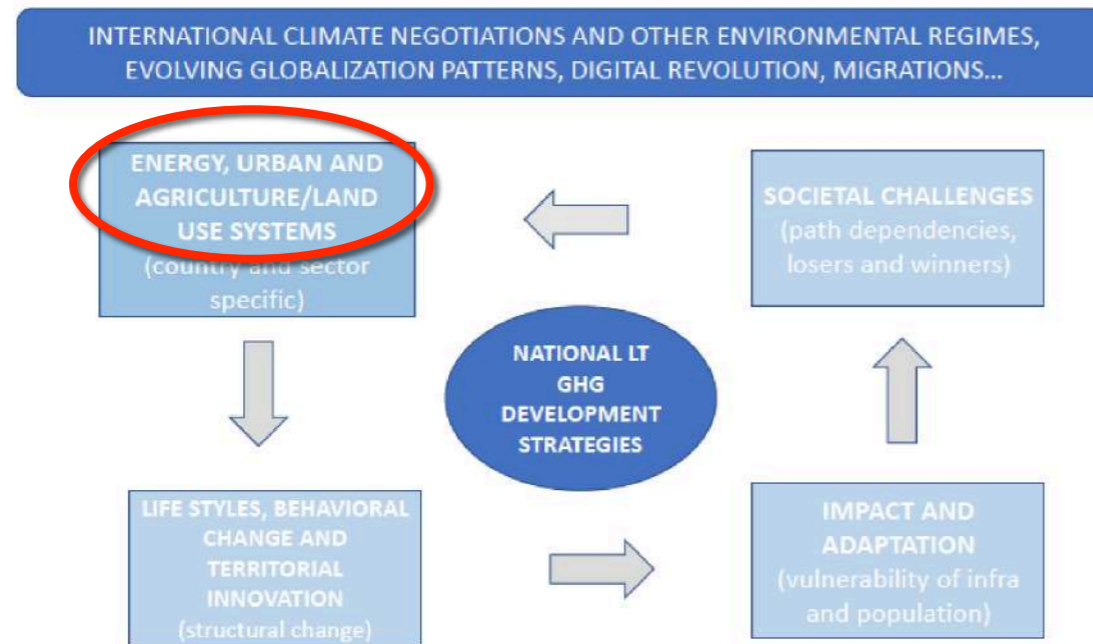 INTERNATIONAL CLIMATE NEGOTIATIONS AND OTHER ENVIRONMENTAL REGIMES,
EVOLVING GLOBALIZATION PATTERNS, DIGITAL REVOLUTION, MIGRATIONS...
ENERGY, URBAN AND
AGRICULTURE/LAND
USE SYSTEMS
(country and sector
specific)
SOCIETAL CHALLENGES
(path dependencies,
losers and winners)
NATIONAL LT
GHG
DEVELOPMENT
STRATEGIES
LIFE STYLES, BEHAVIORAL
CHANGE AND
TERRITORIAL
INNOVATION
(structural change)
IMPACT AND
ADAPTATION
(vulnerability of infra
and population)